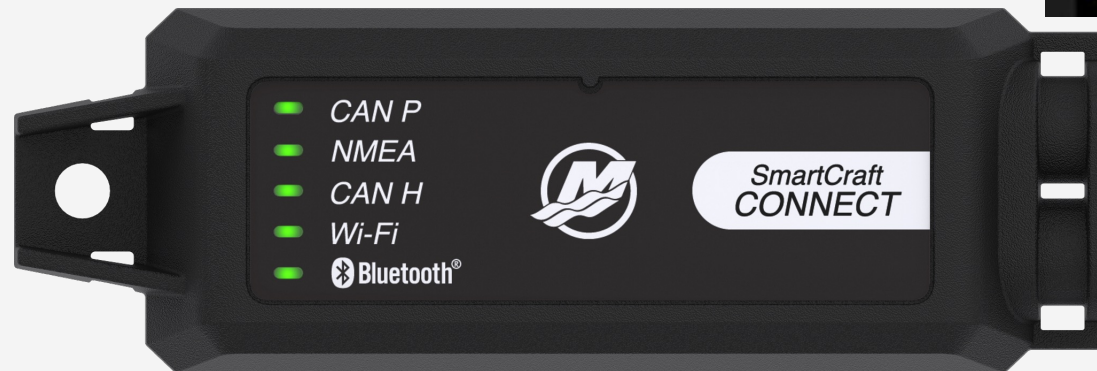 CAN P
NMEA
CAN H
Wi-Fi
Bluetooth®
SmartCraft
CONNECT